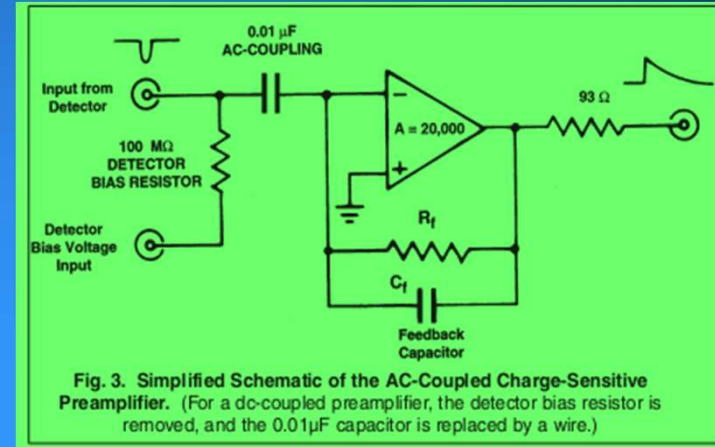 0.01 µF
AC-COUPLING
Input from
Detector
100 MΩ
DETECTOR
BIAS RESISTOR
Detector
Bias Voltage
Input
−
A = 20,000
+
93 Ω
Rf
Cf
Feedback
Capacitor
Fig. 3. Simplified Schematic of the AC-Coupled Charge-Sensitive
Preamplifier. (For a dc-coupled preamplifier, the detector bias resistor is
removed, and the 0.01µF capacitor is replaced by a wire.)